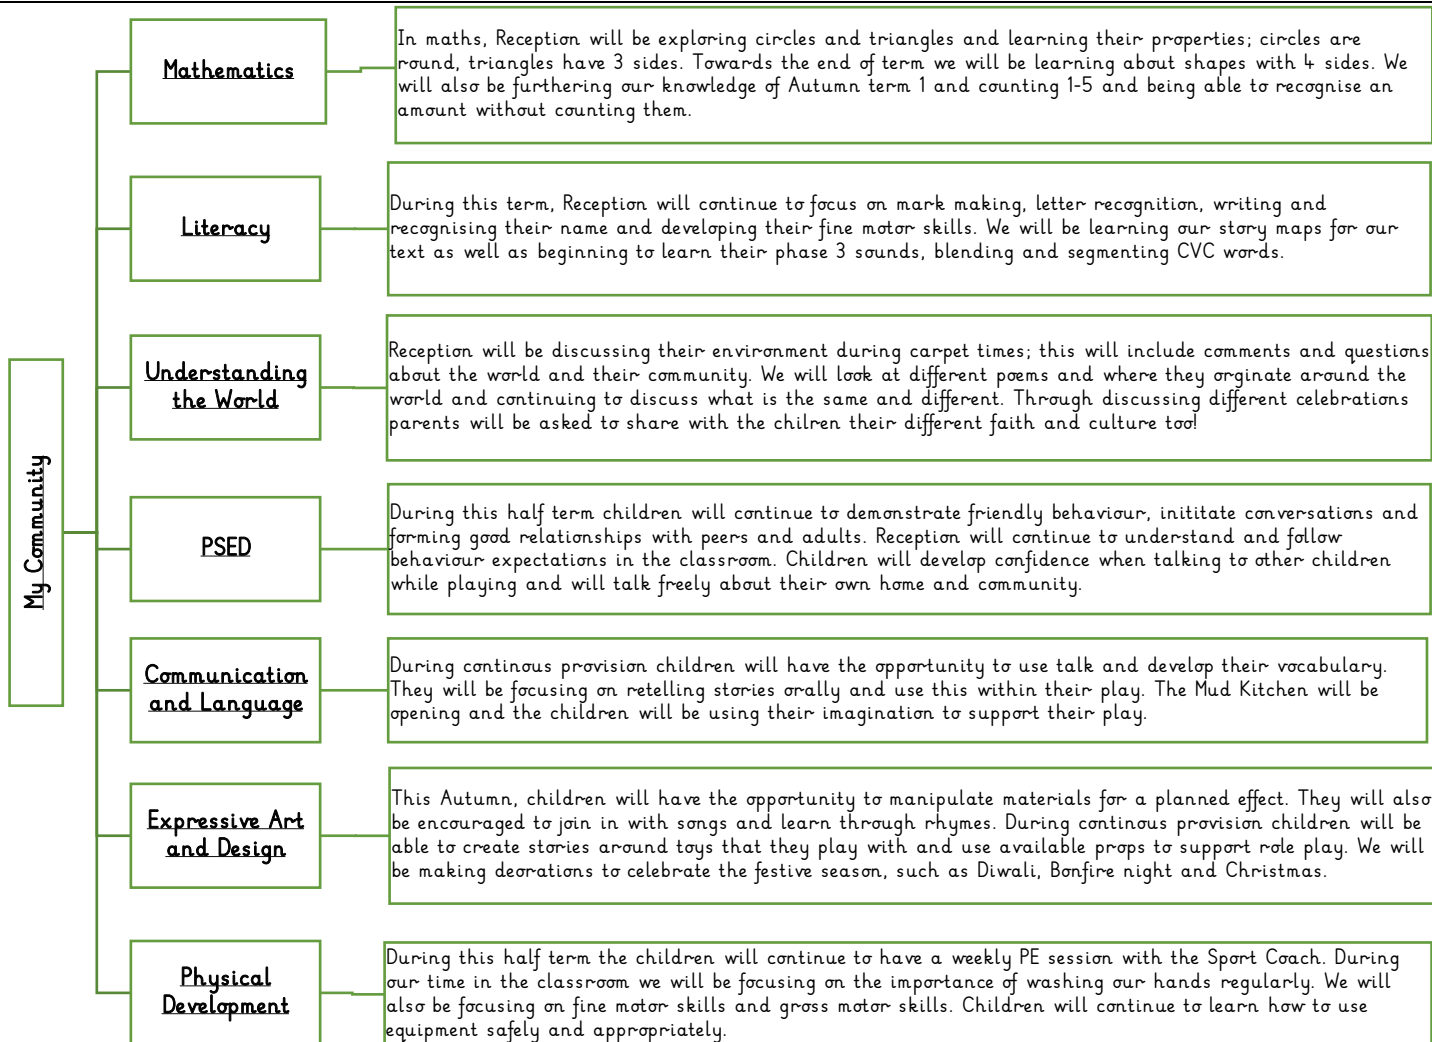 My Community
Mathematics
In maths, Reception will be exploring circles and triangles and learning their properties; circles are
round, triangles have 3 sides. Towards the end of term we will be learning about shapes with 4 sides. We
will also be furthering our knowledge of Autumn term 1 and counting 1-5 and being able to recognise an
amount without counting them.
Literacy
During this term, Reception will continue to focus on mark making, letter recognition, writing and
recognising their name and developing their fine motor skills. We will be learning our story maps for our
text as well as beginning to learn their phase 3 sounds, blending and segmenting CVC words.
Understanding
the World
Reception will be discussing their environment during carpet times; this will include comments and questions
about the world and their community. We will look at different poems and where they orginate around the
world and continuing to discuss what is the same and different. Through discussing different celebrations
parents will be asked to share with the chilren their different faith and culture too!
PSED
During this half term children will continue to demonstrate friendly behaviour, inititate conversations and
forming good relationships with peers and adults. Reception will continue to understand and follow
behaviour expectations in the classroom. Children will develop confidence when talking to other children
while playing and will talk freely about their own home and community.
Communication
and Language
During continous provision children will have the opportunity to use talk and develop their vocabulary.
They will be focusing on retelling stories orally and use this within their play. The Mud Kitchen will be
opening and the children will be using their imagination to support their play.
Expressive Art
and Design
This Autumn, children will have the opportunity to manipulate materials for a planned effect. They will also
be encouraged to join in with songs and learn through rhymes. During continous provision children will be
able to create stories around toys that they play with and use available props to support role play. We will
be making deorations to celebrate the festive season, such as Diwali, Bonfire night and Christmas.
Physical
Development
During this half term the children will continue to have a weekly PE session with the Sport Coach. During
our time in the classroom we will be focusing on the importance of washing our hands regularly. We will
also be focusing on fine motor skills and gross motor skills. Children will continue to learn how to use
equipment safely and appropriately.